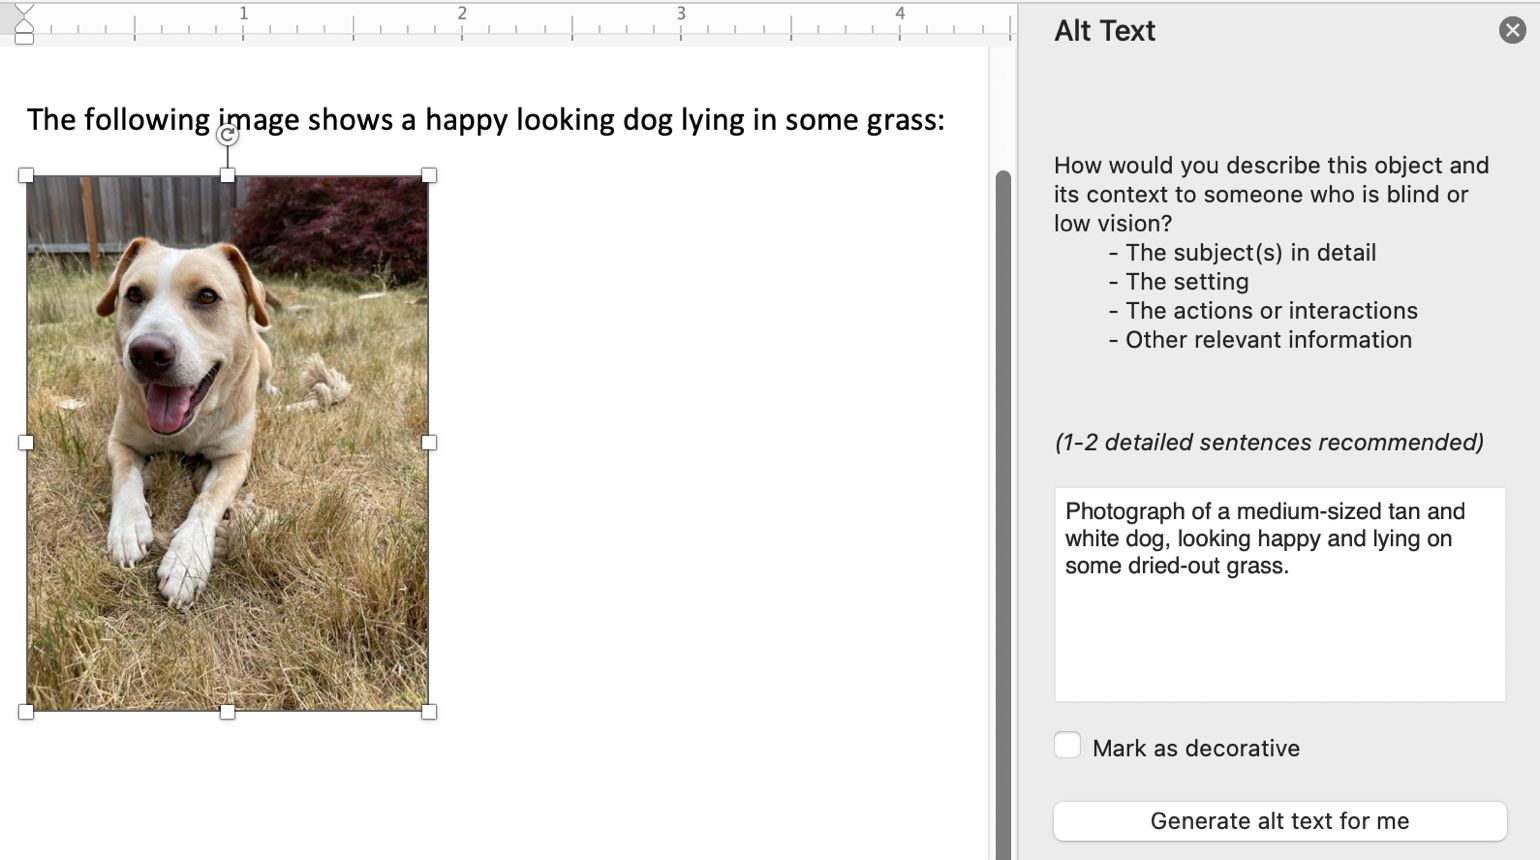 1 2 3 4
Alt Text
The following image shows a happy looking dog lying in some grass:
How would you describe this object and
its context to someone who is blind or
low vision?
- The subject(s) in detail
- The setting
- The actions or interactions
- Other relevant information
(1-2 detailed sentences recommended)
Photograph of a medium-sized tan and
white dog, looking happy and lying on
some dried-out grass.
Mark as decorative
Generate alt text for me